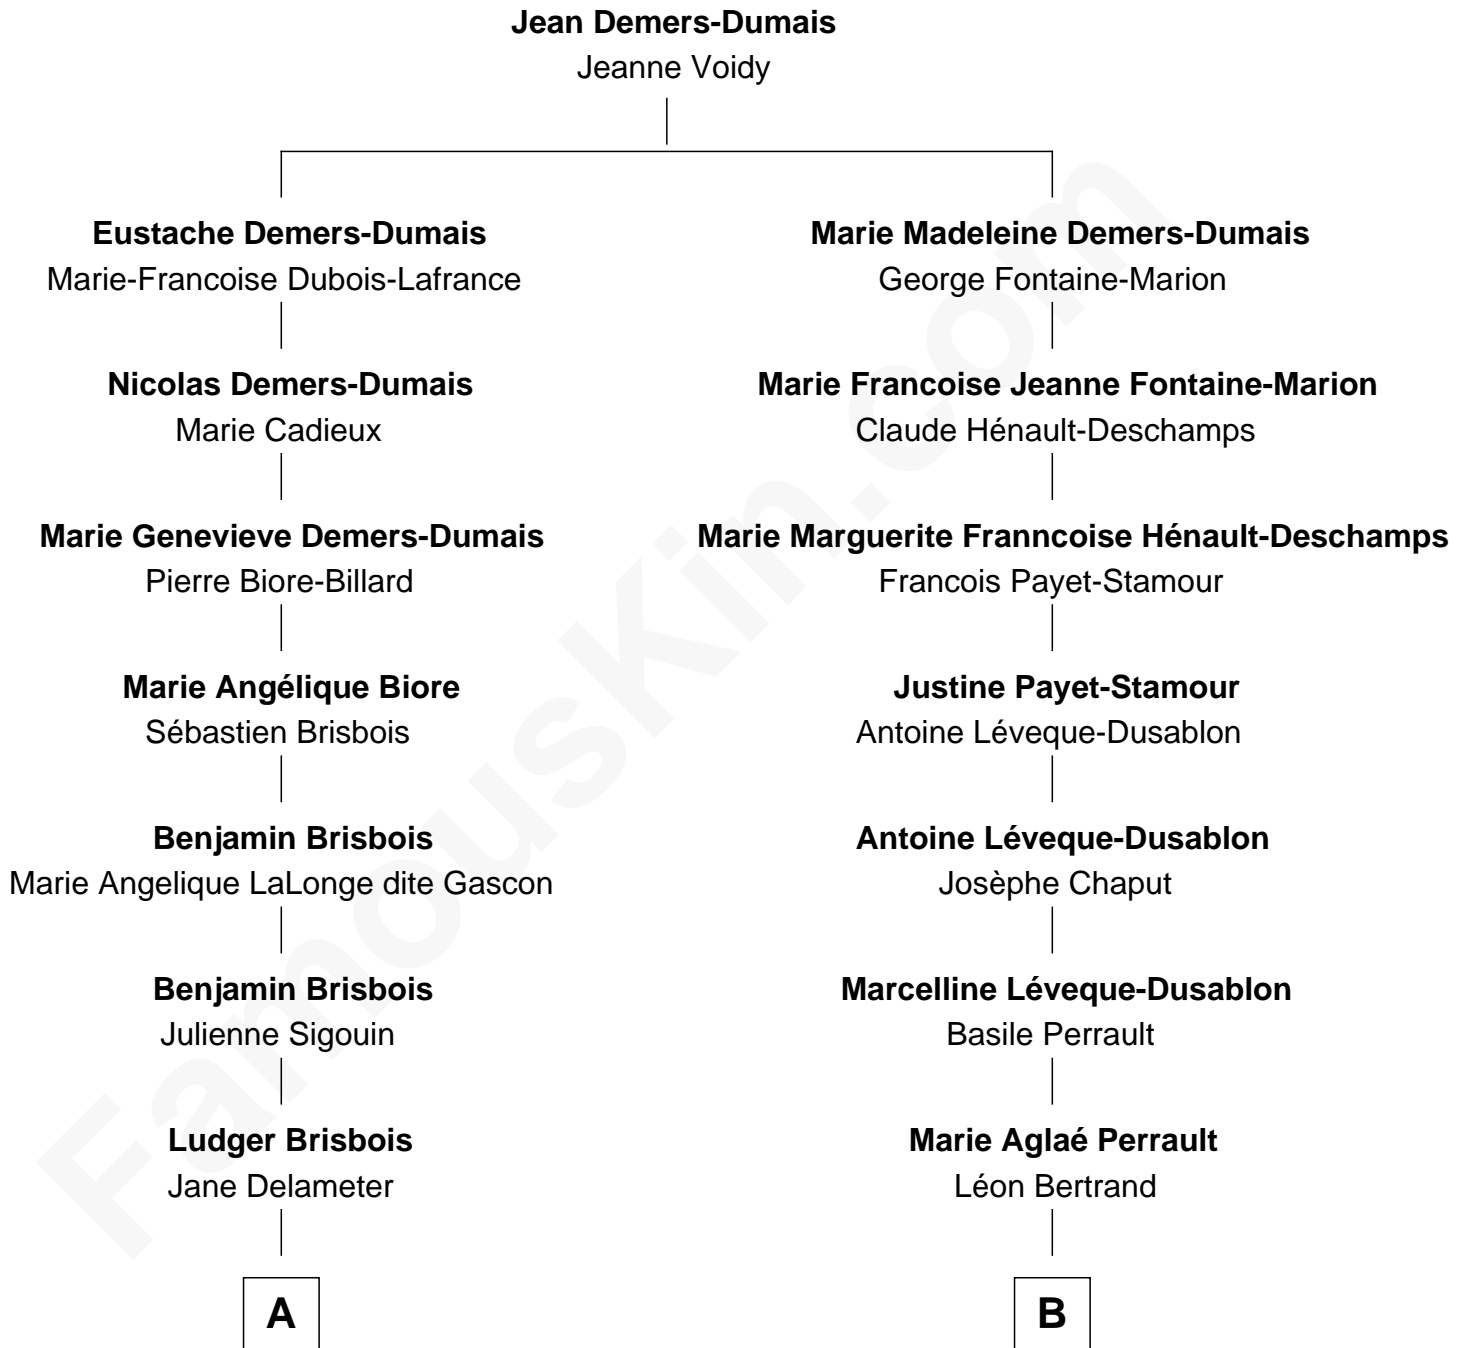 Jean Demers-Dumais
Jeanne Voidy
Eustache Demers-Dumais
Marie-Francoise Dubois-Lafrance
Marie Madeleine Demers-Dumais
George Fontaine-Marion
Nicolas Demers-Dumais
Marie Cadieux
Marie Francoise Jeanne Fontaine-Marion
Claude Hénault-Deschamps
Marie Genevieve Demers-Dumais
Pierre Biore-Billard
Marie Marguerite Franncoise Hénault-Deschamps
Francois Payet-Stamour
Marie Angélique Biore
Sébastien Brisbois
Justine Payet-Stamour
Antoine Léveque-Dusablon
Benjamin Brisbois
Marie Angelique LaLonge dite Gascon
Antoine Léveque-Dusablon
Josèphe Chaput
Benjamin Brisbois
Julienne Sigouin
Marcelline Léveque-Dusablon
Basile Perrault
Ludger Brisbois
Jane Delameter
Marie Aglaé Perrault
Léon Bertrand
A
B
FamousKin.com